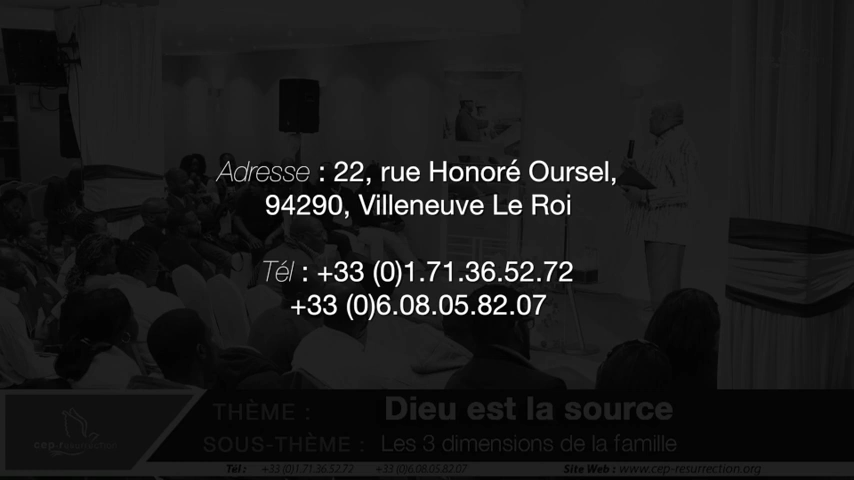 Adresse : 22, rue Honoré Oursel,
94290, Villeneuve Le Roi
Tél : +33 (0)1.71.36.52.72
+33 (0)6.08.05.82.07
THÈME : Dieu est la source
SOUS-THÈME : Les 3 dimensions de la famille
cep-resurrection
Tél : +33 (0)1.71.36.52.72 +33 (0)6.08.05.82.07 Site Web : www.cep-resurrection.org